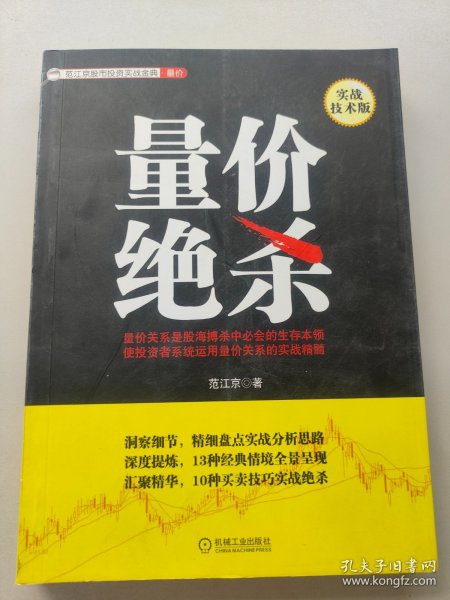 范江京股市投资实战金典·量价
实战
技术版
量价
绝杀
量价关系是股海搏杀中必会的生存本领
使投资者系统运用量价关系的实战精髓
范江京◎著
洞察细节，精细盘点实战分析思路
深度提炼，13种经典情境全景呈现
汇聚精华，10种买卖技巧实战绝杀
机械工业出版社
CHINA MACHINE PRESS
孔夫子旧书网
www.kongfz.com